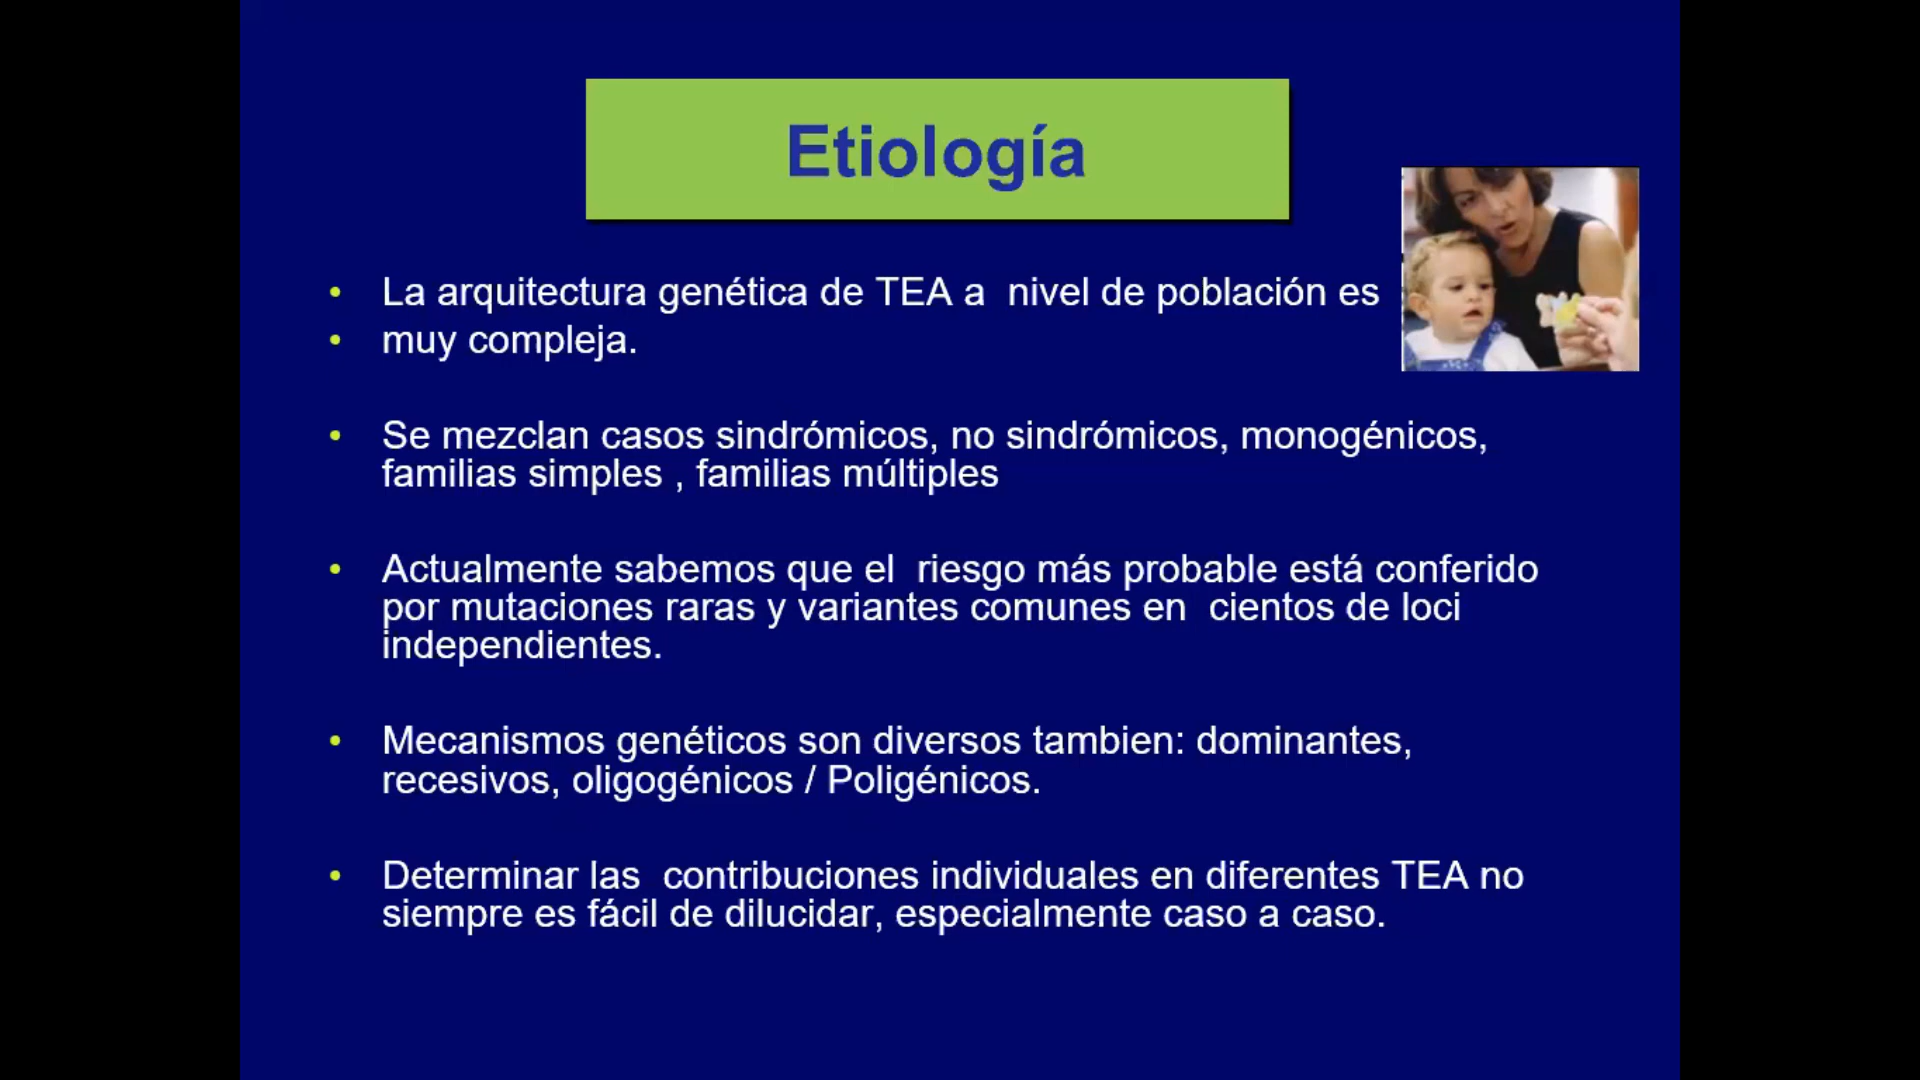 Etiología
• La arquitectura genética de TEA a nivel de población es
• muy compleja.
• Se mezclan casos sindrómicos, no sindrómicos, monogénicos,
familias simples , familias múltiples
• Actualmente sabemos que el riesgo más probable está conferido
por mutaciones raras y variantes comunes en cientos de loci
independientes.
• Mecanismos genéticos son diversos tambien: dominantes,
recesivos, oligogénicos / Poligénicos.
• Determinar las contribuciones individuales en diferentes TEA no
siempre es fácil de dilucidar, especialmente caso a caso.